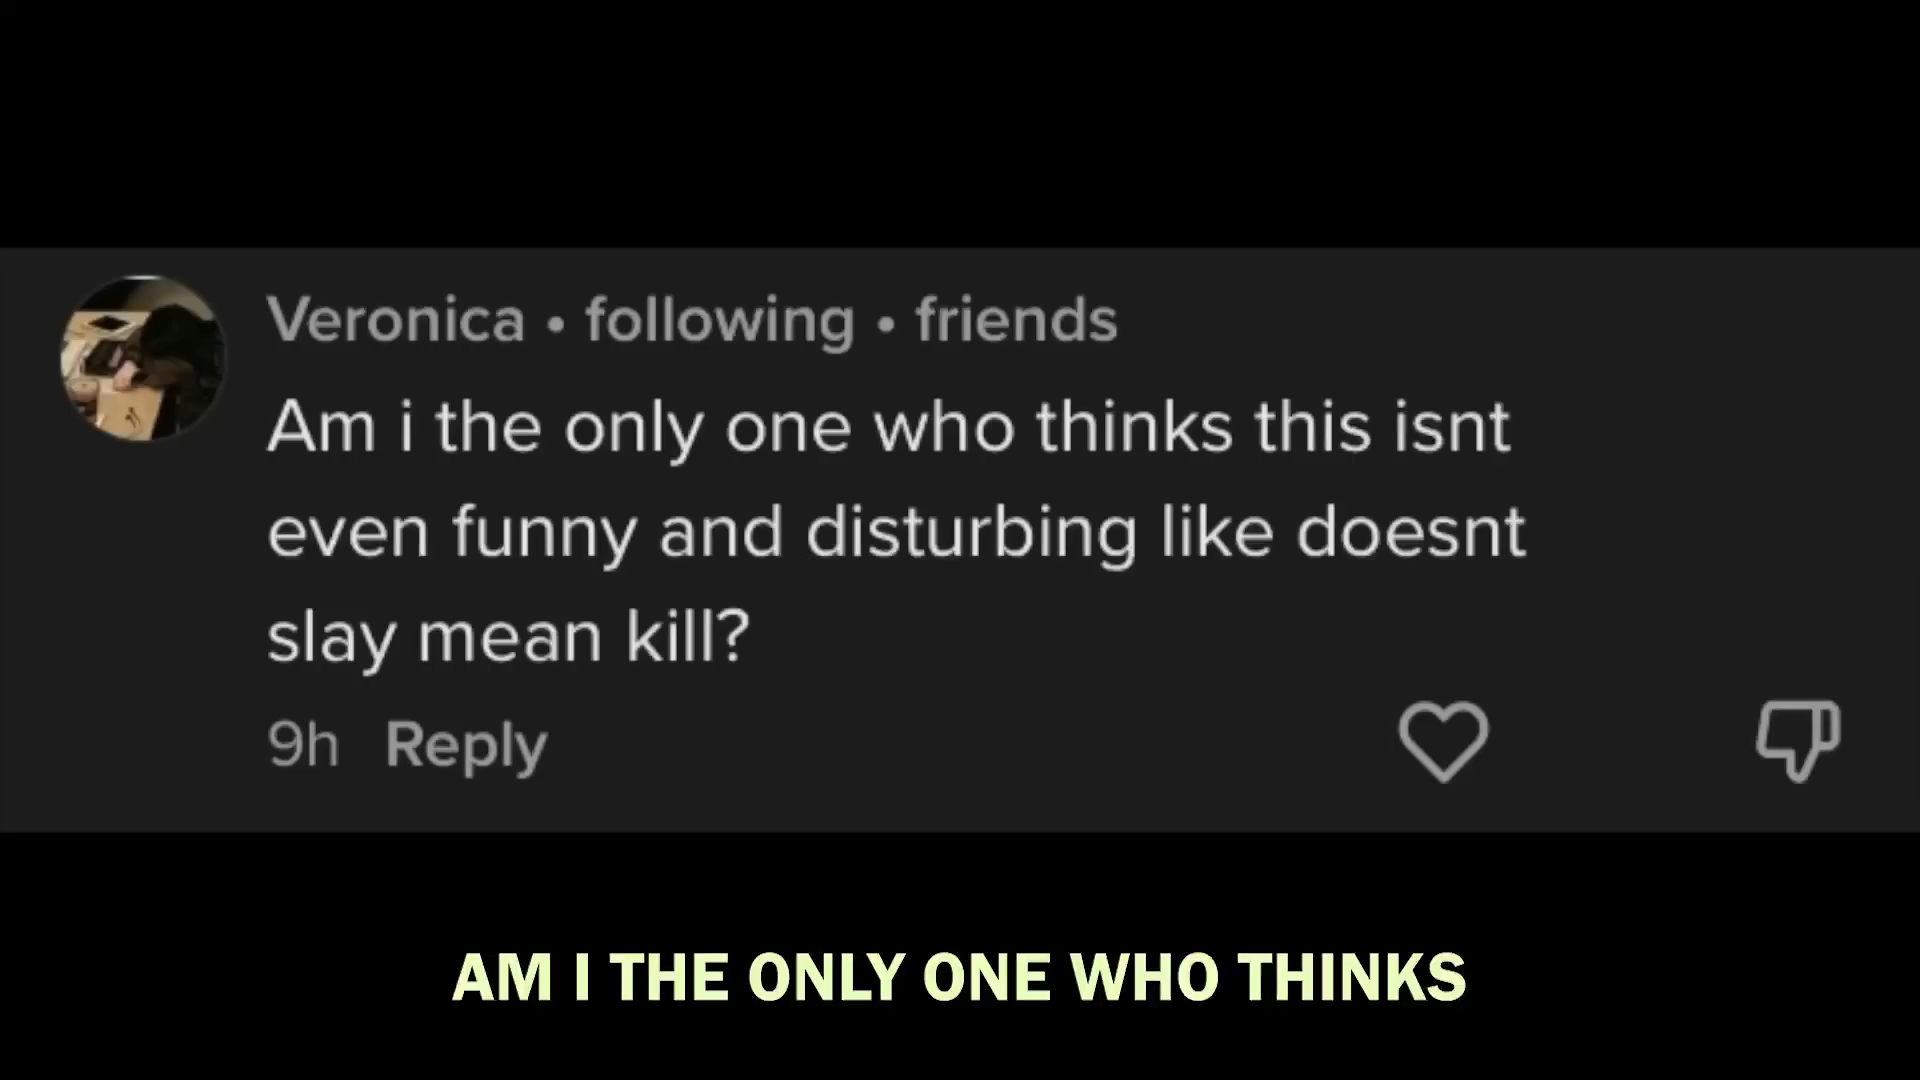 Veronica • following • friends
Am i the only one who thinks this isnt
even funny and disturbing like doesnt
slay mean kill?
9h Reply
AM I THE ONLY ONE WHO THINKS